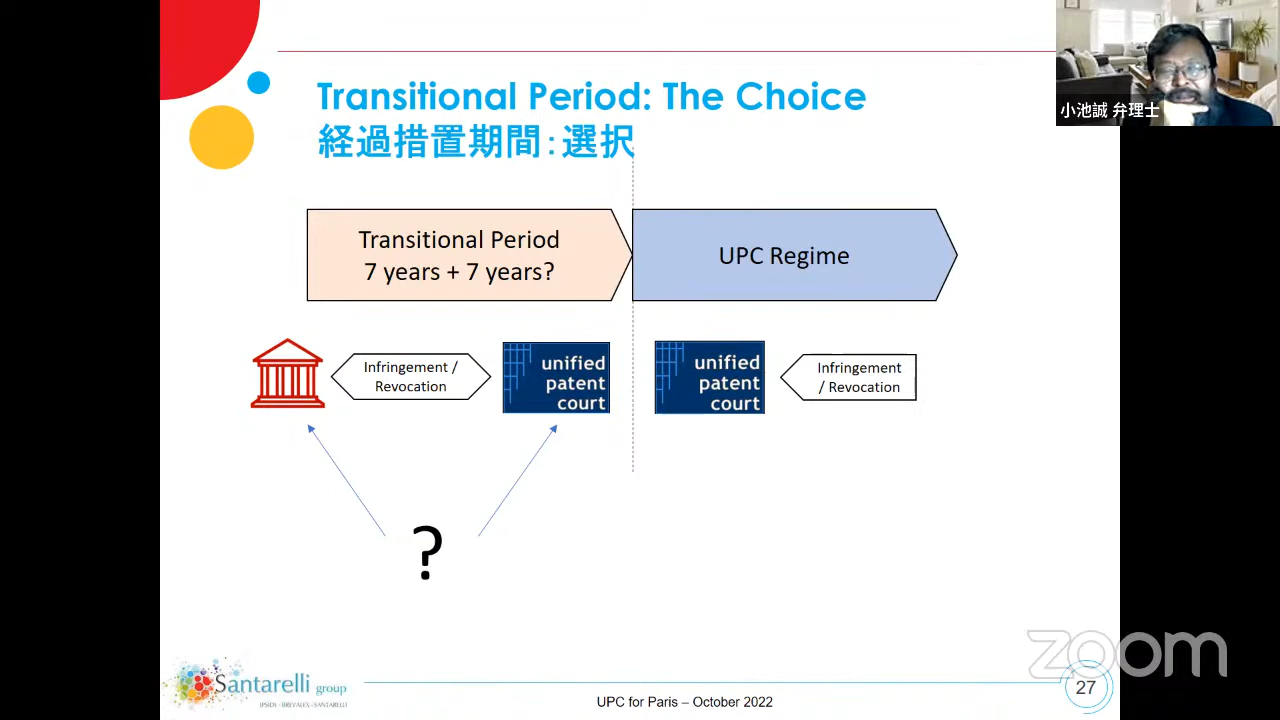 Transitional Period: The Choice
経過措置期間:選択
小池誠 弁理士
Transitional Period
7 years + 7 years?
UPC Regime
Infringement /
Revocation
unified
patent
court
unified
patent
court
Infringement
/ Revocation
?
Santarelli group
IPSIDE • BREVALEX • SANTARELLI
UPC for Paris – October 2022
27
zoom